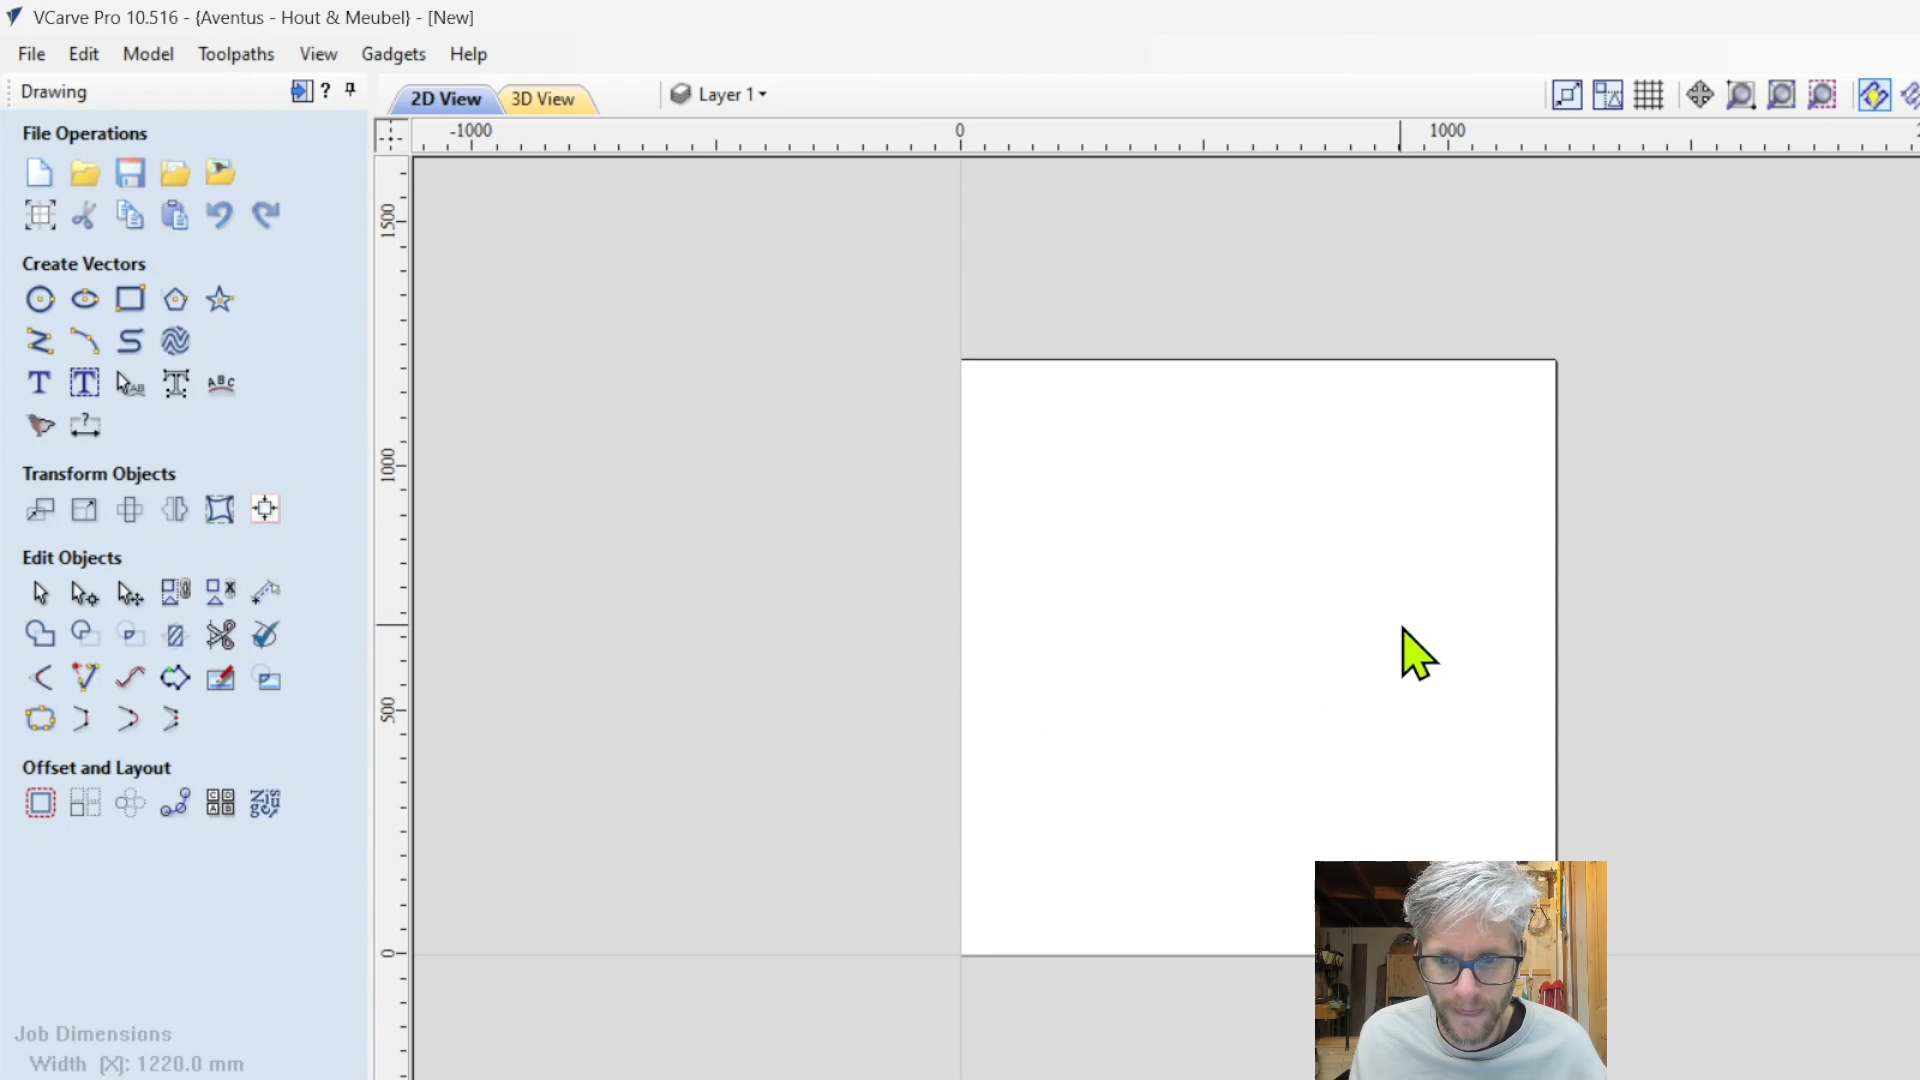 VCarve Pro 10.516 - {Aventus - Hout & Meubel} - [New]
File Edit Model Toolpaths View Gadgets Help
Drawing
2D View 3D View Layer 1
-1000 0 1000
File Operations
1500
Create Vectors
Transform Objects
1000
Edit Objects
500
Offset and Layout
0
Job Dimensions
Width (X): 1220.0 mm